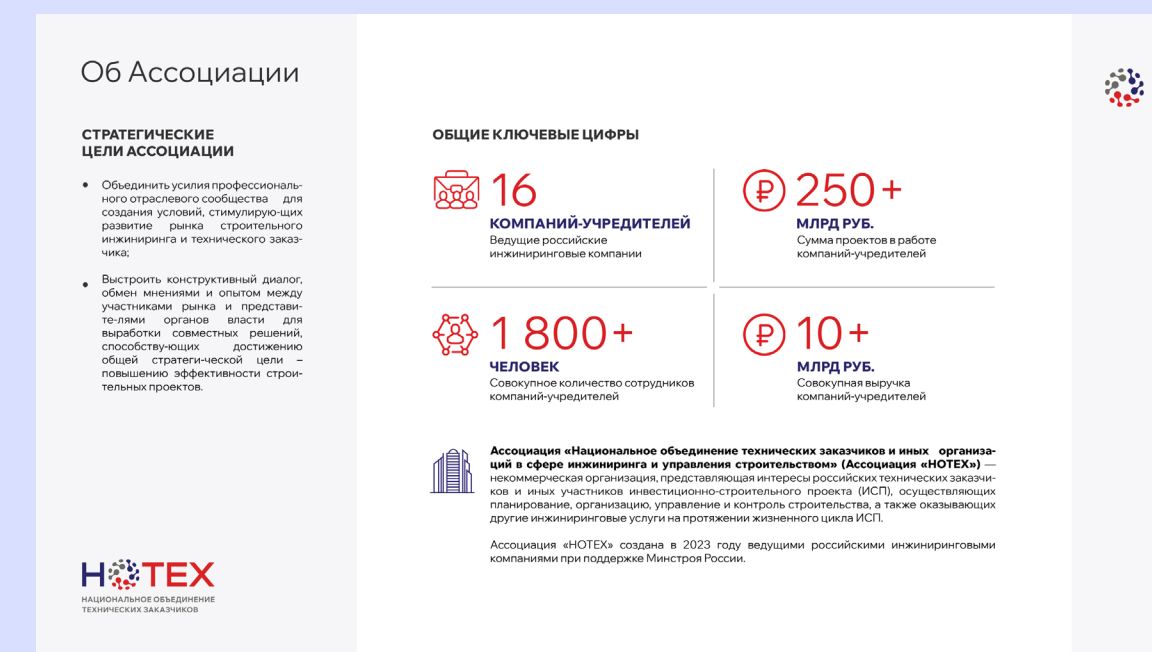 Об Ассоциации
СТРАТЕГИЧЕСКИЕ
ЦЕЛИ АССОЦИАЦИИ
• Объединить усилия профессиональ-
ного отраслевого сообщества для
создания условий, стимулирую-щих
развитие рынка строительного
инжиниринга и технического заказ-
чика;
• Выстроить конструктивный диалог,
обмен мнениями и опытом между
участниками рынка и представи-
те-лями органов власти для
выработки совместных решений,
способству-ющих достижению
общей стратеги-ческой цели –
повышению эффективности строи-
тельных проектов.
НОТЕХ
НАЦИОНАЛЬНОЕ ОБЪЕДИНЕНИЕ
ТЕХНИЧЕСКИХ ЗАКАЗЧИКОВ
ОБЩИЕ КЛЮЧЕВЫЕ ЦИФРЫ
16
КОМПАНИЙ-УЧРЕДИТЕЛЕЙ
Ведущие российские
инжиниринговые компании
₽ 250+
МЛРД РУБ.
Сумма проектов в работе
компаний-учредителей
1 800+
ЧЕЛОВЕК
Совокупное количество сотрудников
компаний-учредителей
₽ 10+
МЛРД РУБ.
Совокупная выручка
компаний-учредителей
Ассоциация «Национальное объединение технических заказчиков и иных организа-
ций в сфере инжиниринга и управления строительством» (Ассоциация «НОТЕХ») —
некоммерческая организация, представляющая интересы российских технических заказчи-
ков и иных участников инвестиционно-строительного проекта (ИСП), осуществляющих
планирование, организацию, управление и контроль строительства, а также оказывающих
другие инжиниринговые услуги на протяжении жизненного цикла ИСП.
Ассоциация «НОТЕХ» создана в 2023 году ведущими российскими инжиниринговыми
компаниями при поддержке Минстроя России.